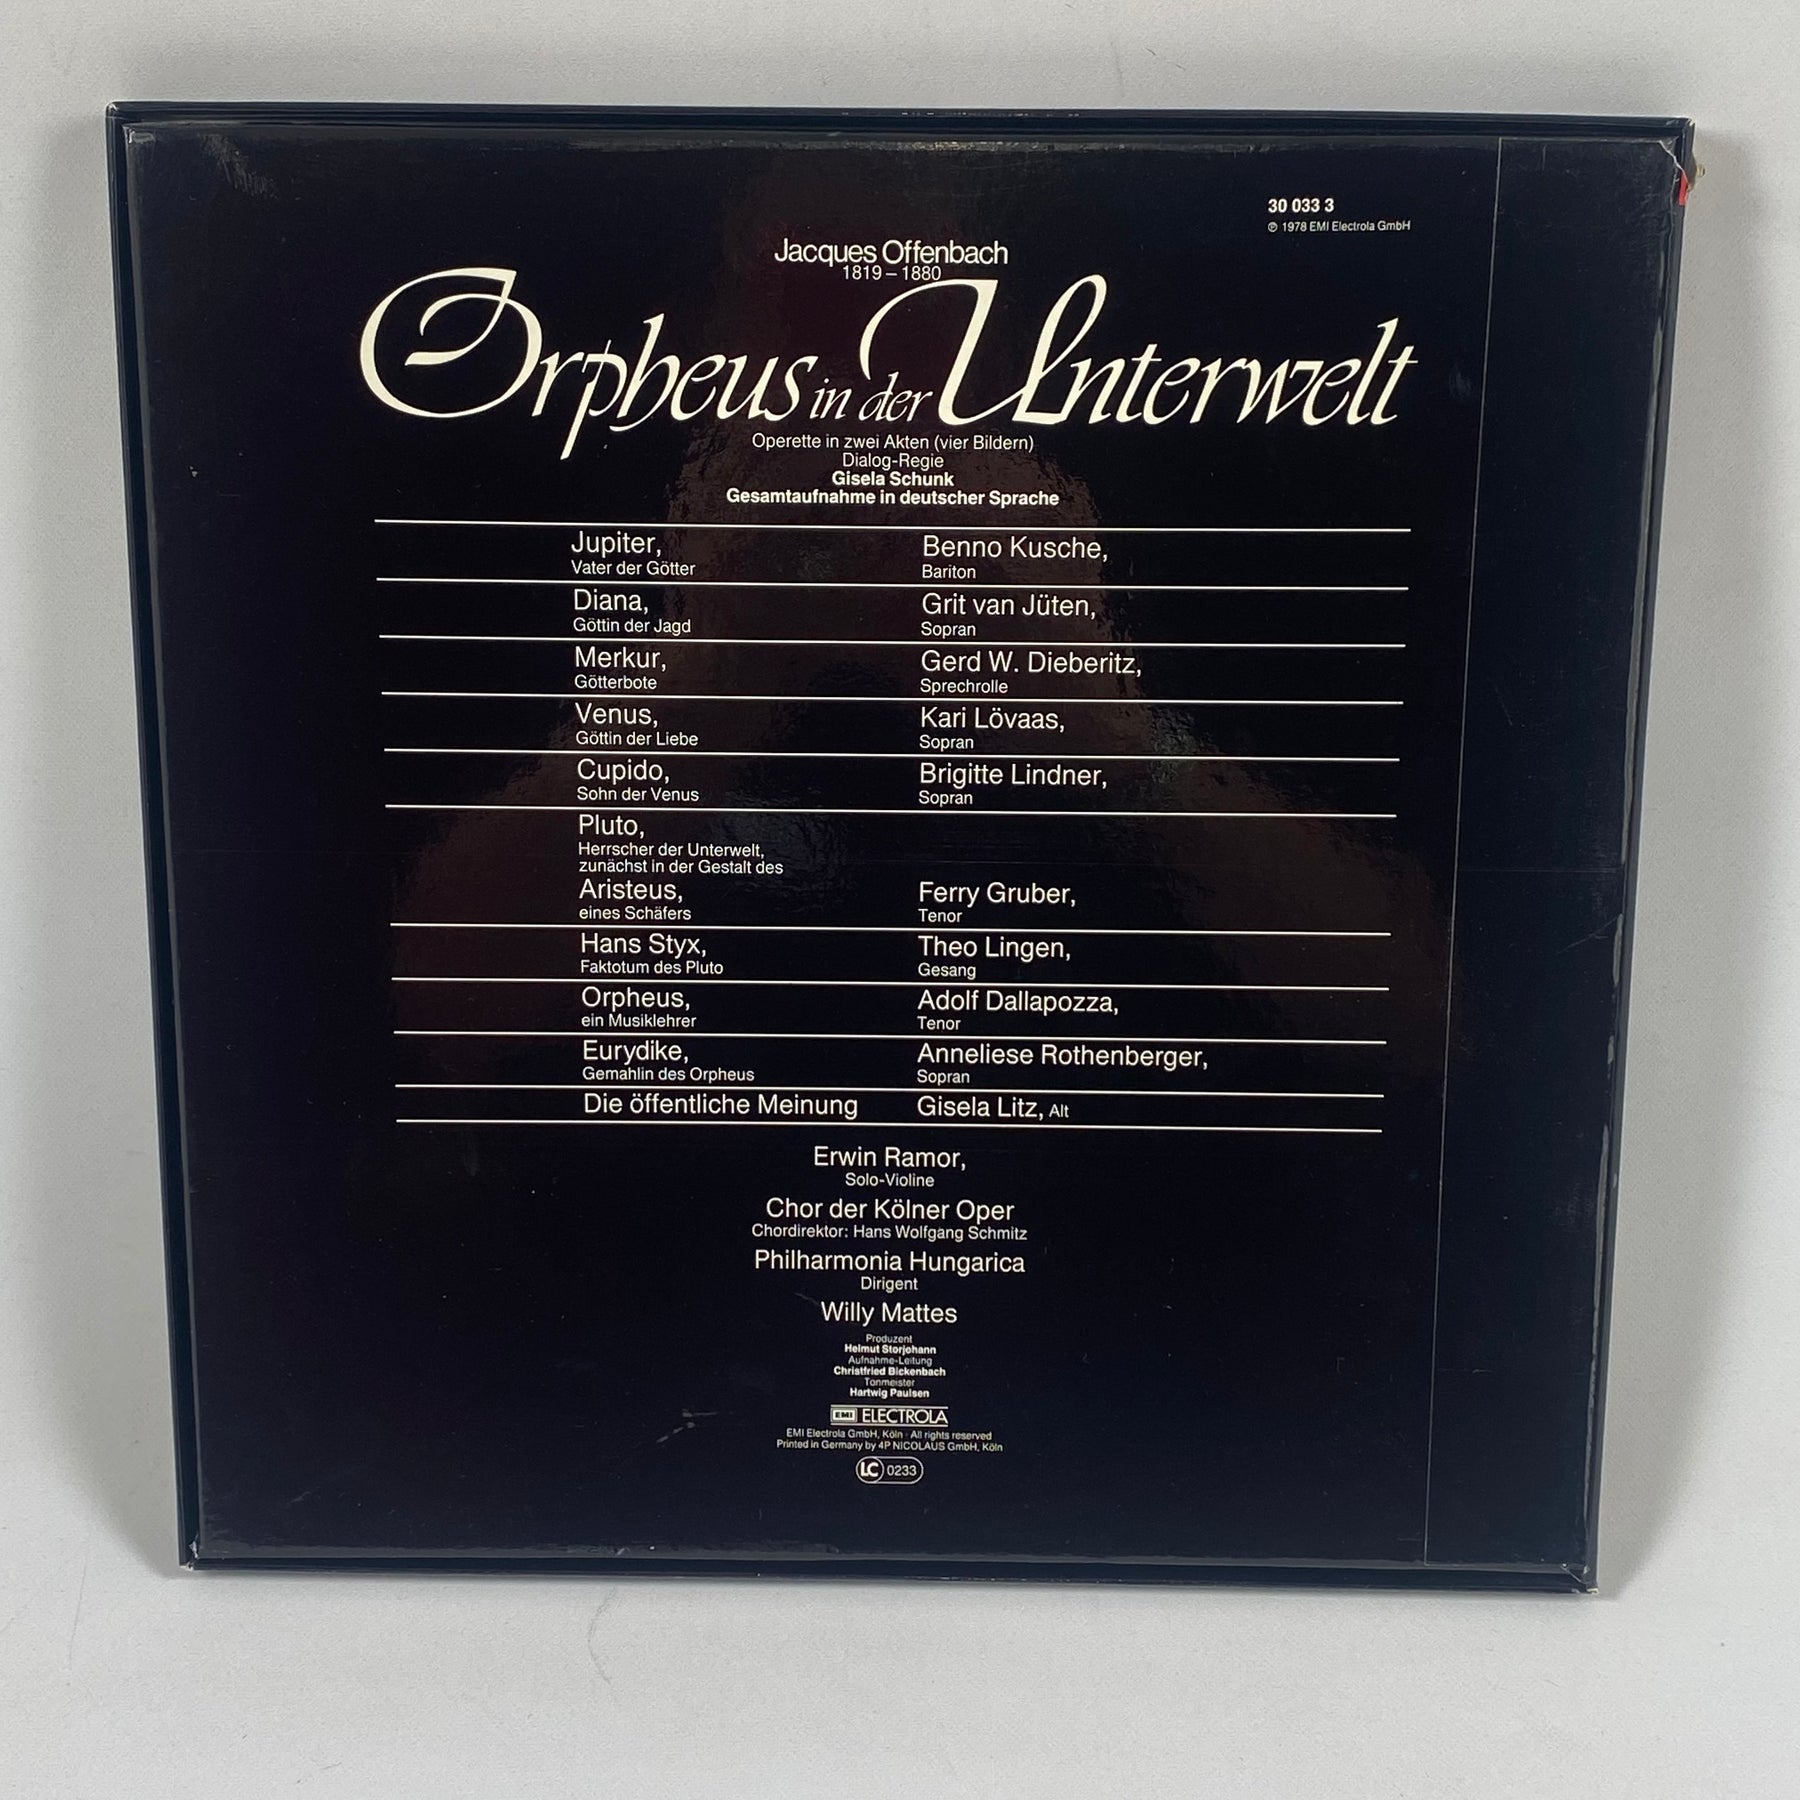 30 033 3
℗ 1978 EMI Electrola GmbH
Jacques Offenbach
1819 – 1880
Orpheus in der Unterwelt
Operette in zwei Akten (vier Bildern)
Dialog-Regie
Gisela Schunk
Gesamtaufnahme in deutscher Sprache
Jupiter, Benno Kusche,
Vater der Götter Bariton
Diana, Grit van Jüten,
Göttin der Jagd Sopran
Merkur, Gerd W. Dieberitz,
Götterbote Sprechrolle
Venus, Kari Lövaas,
Göttin der Liebe Sopran
Cupido, Brigitte Lindner,
Sohn der Venus Sopran
Pluto,
Herrscher der Unterwelt,
zunächst in der Gestalt des
Aristeus, Ferry Gruber,
eines Schäfers Tenor
Hans Styx, Theo Lingen,
Faktotum des Pluto Gesang
Orpheus, Adolf Dallapozza,
ein Musiklehrer Tenor
Eurydike, Anneliese Rothenberger,
Gemahlin des Orpheus Sopran
Die öffentliche Meinung Gisela Litz, Alt
Erwin Ramor,
Solo-Violine
Chor der Kölner Oper
Chordirektor: Hans Wolfgang Schmitz
Philharmonia Hungarica
Dirigent
Willy Mattes
Produzent
Helmut Storjohann
Aufnahme-Leitung
Christfried Bickenbach
Tonmeister
Hartwig Paulsen
EMI ELECTROLA
EMI Electrola GmbH, Köln · All rights reserved
Printed in Germany by 4P NICOLAUS GmbH, Köln
LC 0233